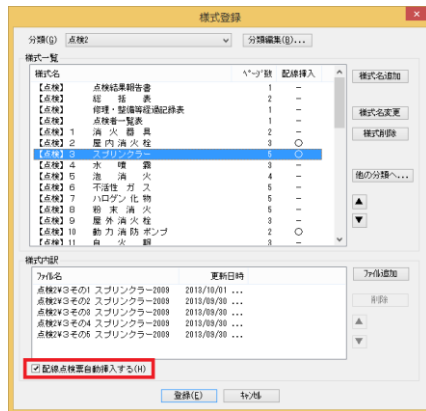 様式登録
分類(G) 点検2 分類編集(B)...
様式一覧
様式名 ページ数 配線挿入
【点検】 点検結果報告書 1 －
【点検】 総 括 表 2 －
【点検】 修理・整備等経過記録表 1 －
【点検】 点検者一覧表 1 －
【点検】 1 消 火 器 具 2 －
【点検】 2 屋 内 消 火 栓 3 ○
【点検】 3 スプリンクラー 5 ○
【点検】 4 水 噴 霧 3 －
【点検】 5 泡 消 火 4 －
【点検】 6 不活性 ガ ス 5 －
【点検】 7 ハロゲン 化 物 5 －
【点検】 8 粉 末 消 火 5 －
【点検】 9 屋 外 消 火 栓 3 －
【点検】 10 動 力 消 防 ポンプ 2 ○
【点検】 11 自 火 報 3 －
様式名追加
様式名変更
様式削除
他の分類へ...
様式内訳
ファイル名 更新日時
点検2¥3その1 スプリンクラー2009 2013/10/01 ...
点検2¥3その2 スプリンクラー2009 2013/09/30 ...
点検2¥3その3 スプリンクラー2009 2013/09/30 ...
点検2¥3その4 スプリンクラー2009 2013/09/30 ...
点検2¥3その5 スプリンクラー2009 2013/09/30 ...
ファイル追加
削除
配線点検票自動挿入する(H)
登録(E) キャンセル